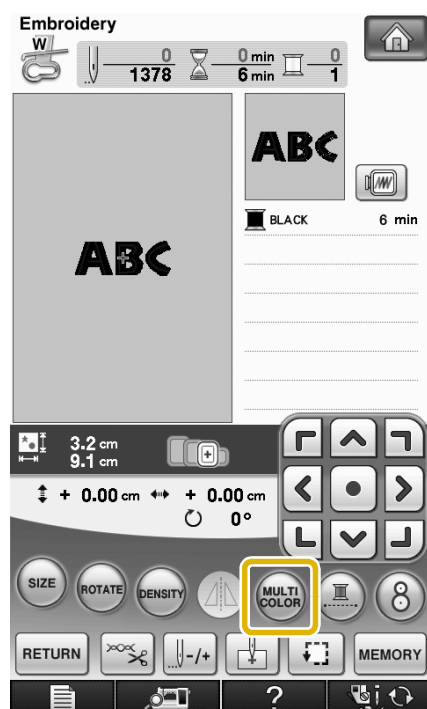 Embroidery
W
0 0 min 0
1378 6 min 1
ABC
BLACK 6 min
ABC
3.2 cm
9.1 cm
+ 0.00 cm + 0.00 cm
0°
SIZE
ROTATE
DENSITY
MULTI
COLOR
8
RETURN
-/+
MEMORY
?